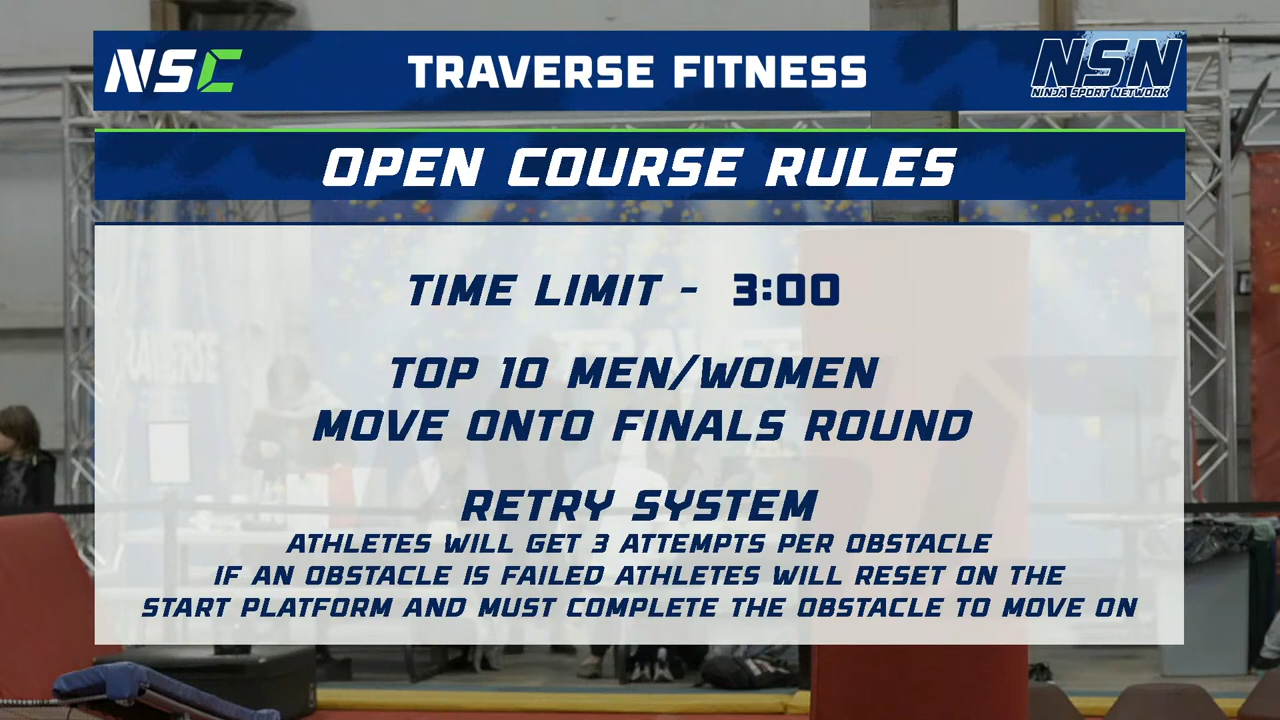 NSC
TRAVERSE FITNESS
NSN
NINJA SPORT NETWORK
OPEN COURSE RULES
TIME LIMIT - 3:00
TOP 10 MEN/WOMEN
MOVE ONTO FINALS ROUND
RETRY SYSTEM
ATHLETES WILL GET 3 ATTEMPTS PER OBSTACLE
IF AN OBSTACLE IS FAILED ATHLETES WILL RESET ON THE
START PLATFORM AND MUST COMPLETE THE OBSTACLE TO MOVE ON